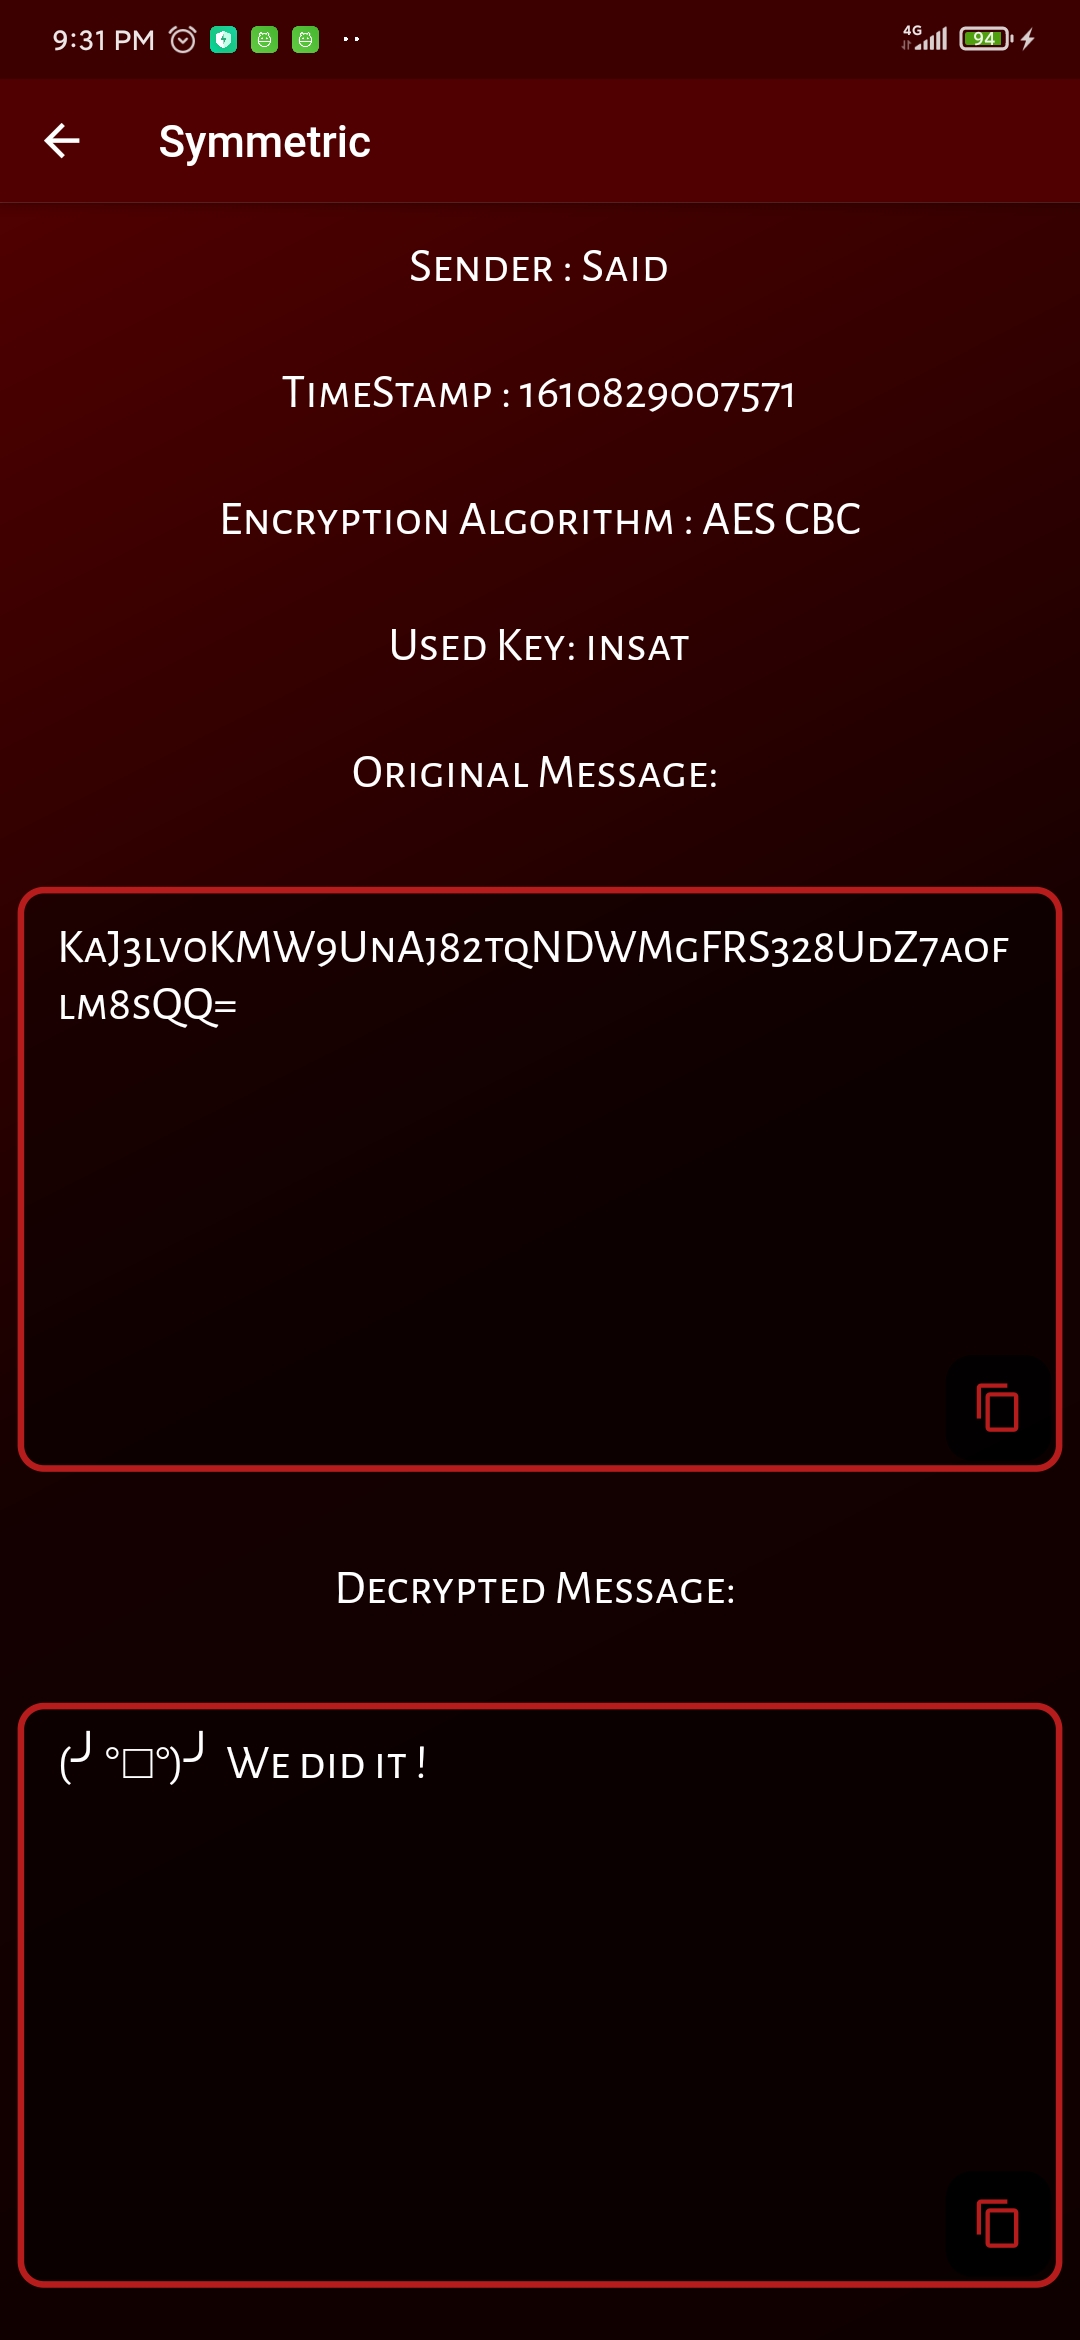 9:31 PM
4G
94
Symmetric
Sender : Said
TimeStamp : 1610829007571
Encryption Algorithm : AES CBC
Used Key: insat
Original Message:
KaJ3lv0KMW9UnAj82tqNDWMgFRS328UdZ7aof
lm8sQQ=
Decrypted Message:
(╯°□°)╯ We did it !